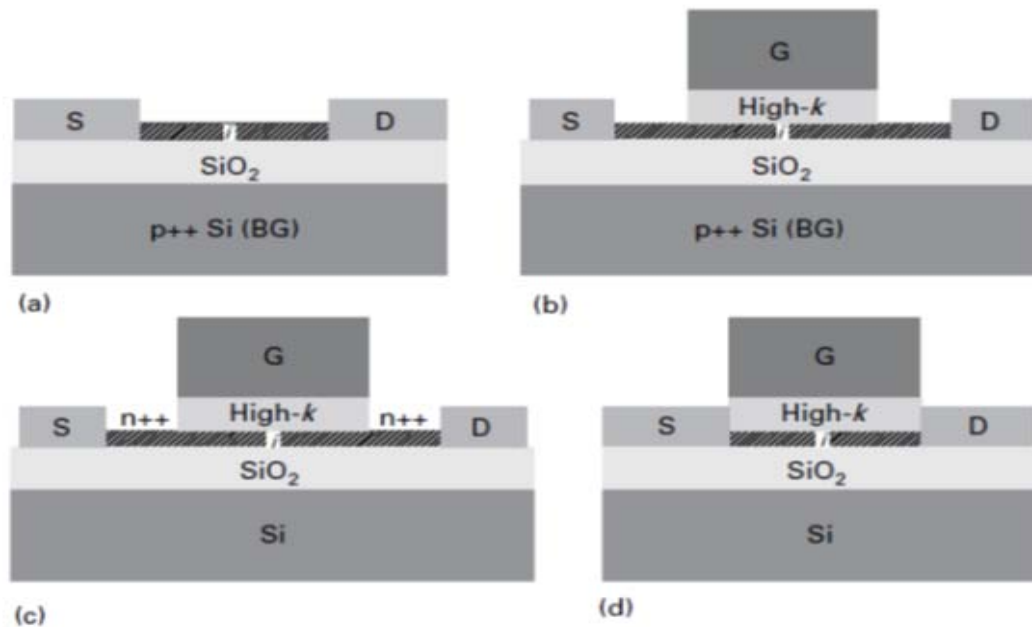 S D
i
SiO2
p++ Si (BG)
(a)
G
High-k
S D
i
SiO2
p++ Si (BG)
(b)
G
n++ High-k n++
S D
i
SiO2
Si
(c)
G
High-k
S D
i
SiO2
Si
(d)